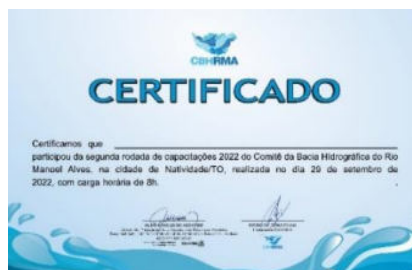 CBHRMA
CERTIFICADO
Certificamos que
participou da segunda rodada de capacitações 2022 do Comitê da Bacia Hidrográfica do Rio
Manoel Alves, na cidade de Natividade/TO, realizada no dia 29 de setembro de
2022, com carga horária de 8h.